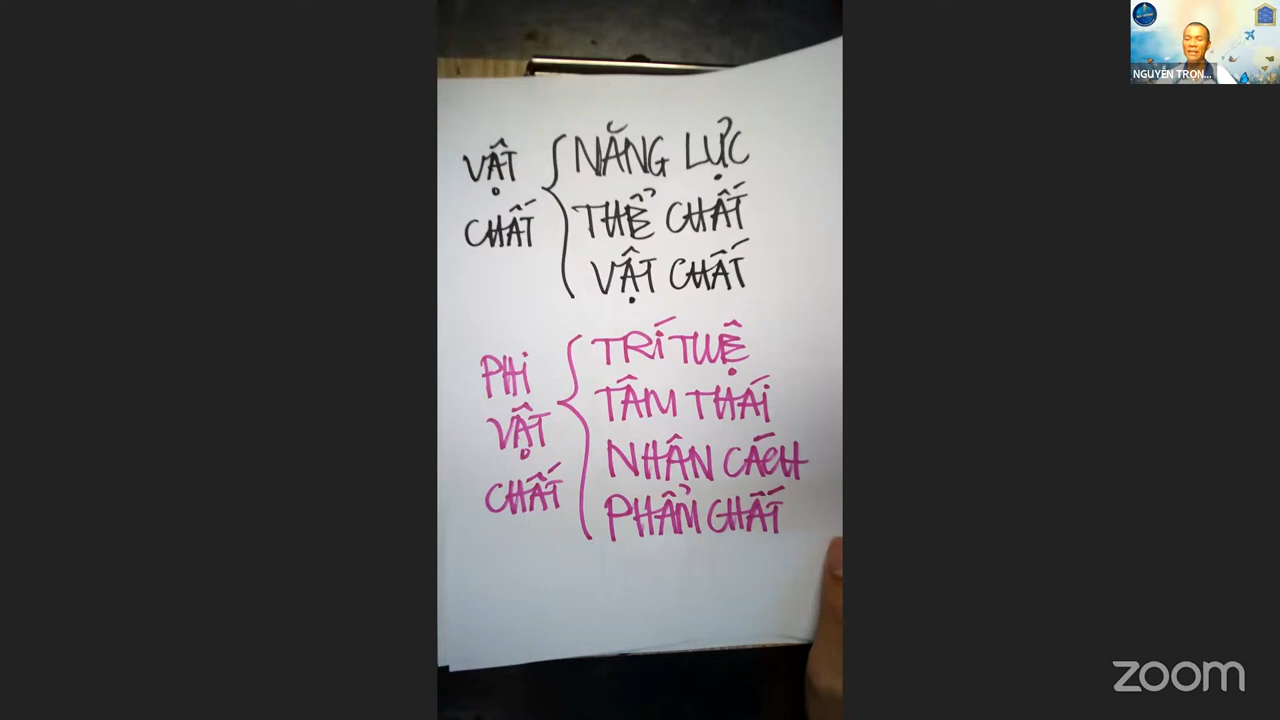 NGUYỄN TRỌN...
VẬT
CHẤT
NĂNG LỰC
THỂ CHẤT
VẬT CHẤT
PHI
VẬT
CHẤT
TRÍ TUỆ
TÂM THÁI
NHÂN CÁCH
PHẨM CHẤT
zoom